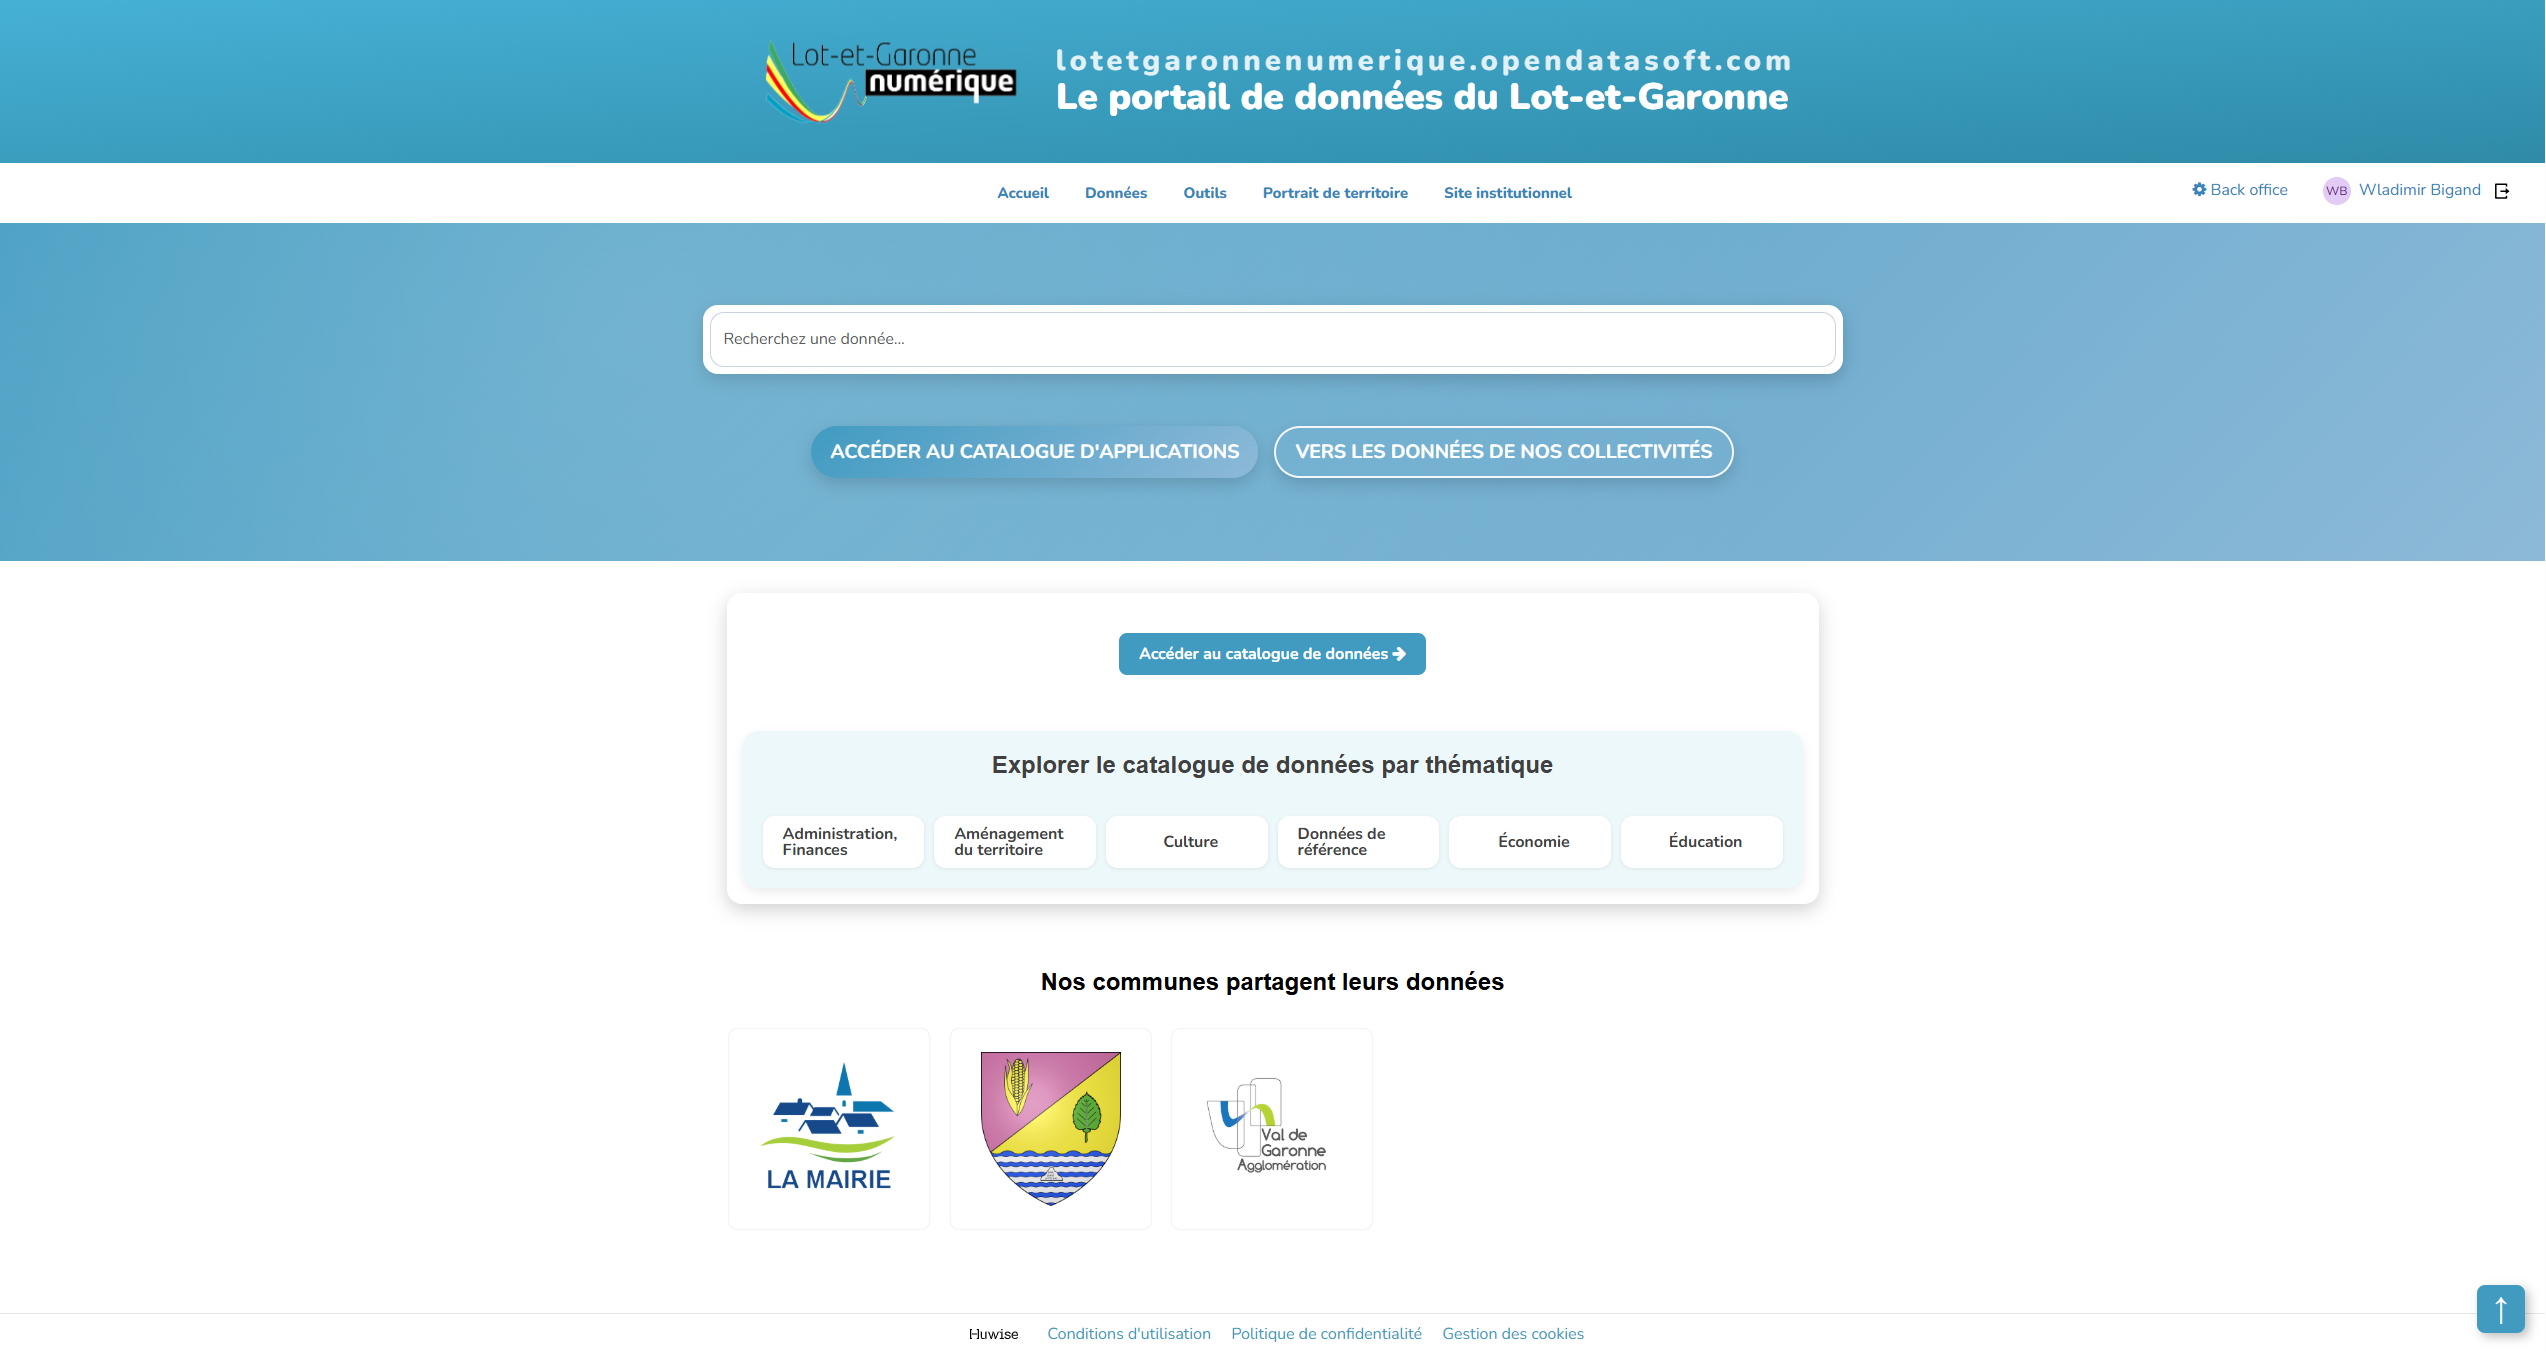 Lot-et-Garonne
numérique
lotetgaronnenumerique.opendatasoft.com
Le portail de données du Lot-et-Garonne
Accueil Données Outils Portrait de territoire Site institutionnel Back office WB Wladimir Bigand
Recherchez une donnée...
ACCÉDER AU CATALOGUE D'APPLICATIONS VERS LES DONNÉES DE NOS COLLECTIVITÉS
Accéder au catalogue de données
Explorer le catalogue de données par thématique
Administration,
Finances
Aménagement
du territoire
Culture
Données de
référence
Économie
Éducation
Nos communes partagent leurs données
LA MAIRIE
Val de
Garonne
Agglomération
Huwise Conditions d'utilisation Politique de confidentialité Gestion des cookies